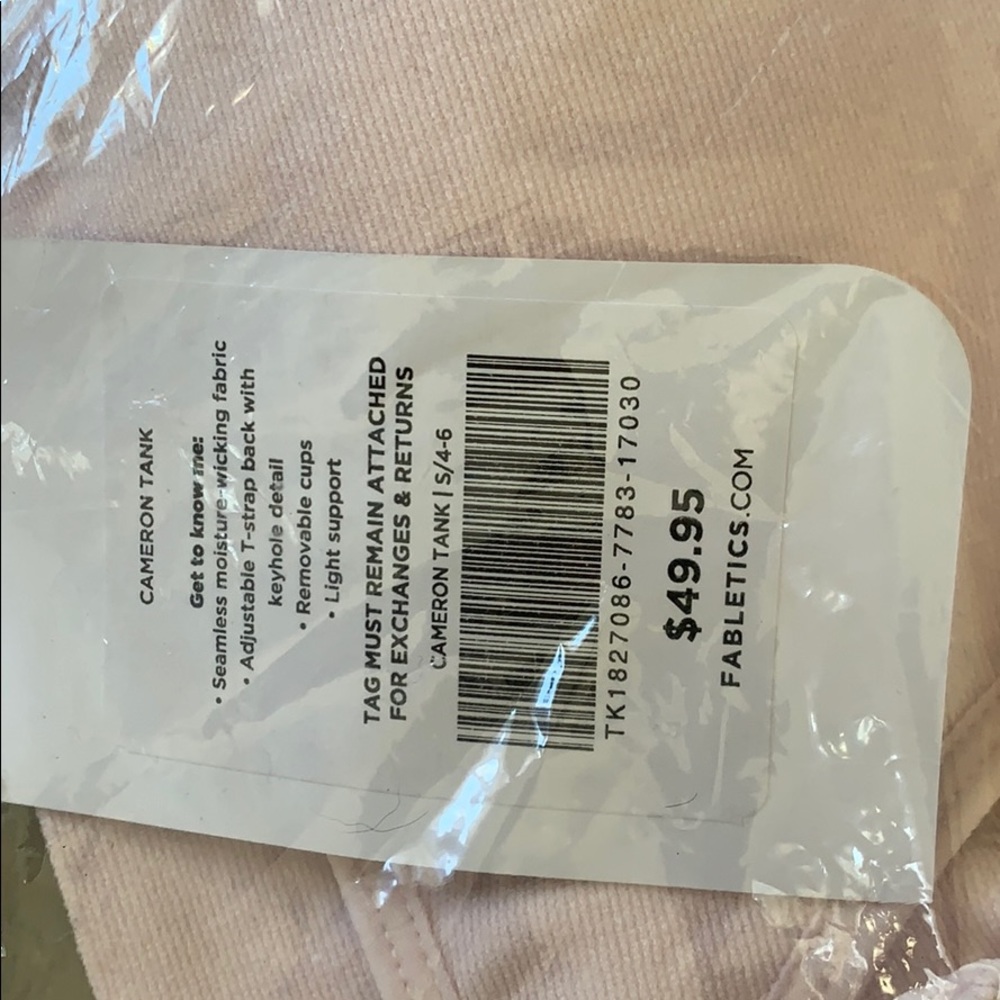 CAMERON TANK
Get to know me:
• Seamless moisture-wicking fabric
• Adjustable T-strap back with
keyhole detail
• Removable cups
• Light support
TAG MUST REMAIN ATTACHED
FOR EXCHANGES & RETURNS
CAMERON TANK | S/4-6
TK1827086-7783-17030
$49.95
FABLETICS.COM